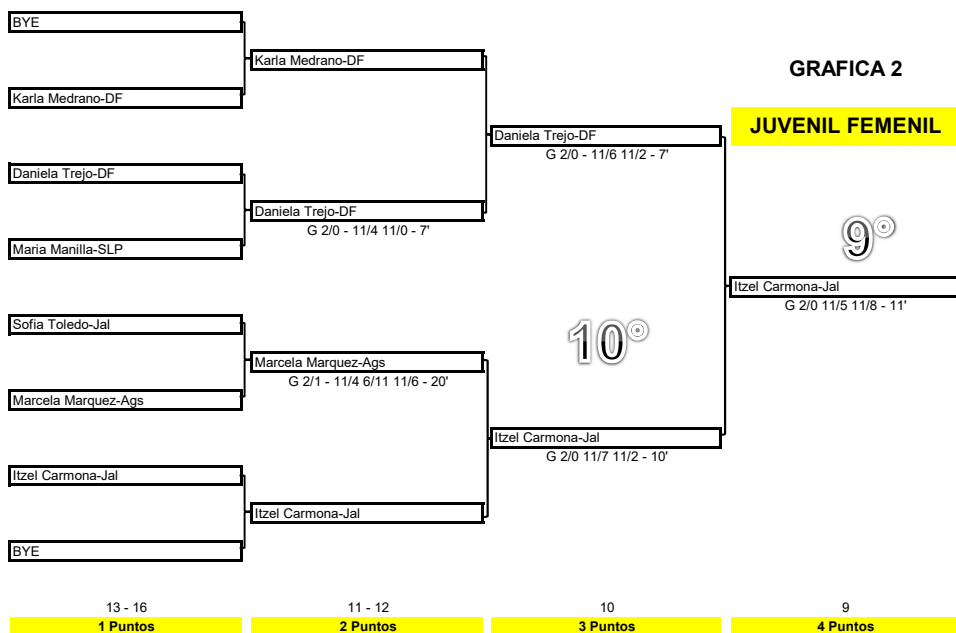 BYE
Karla Medrano-DF
GRAFICA 2
Karla Medrano-DF
JUVENIL FEMENIL
Daniela Trejo-DF
G 2/0 - 11/6 11/2 - 7'
Daniela Trejo-DF
Daniela Trejo-DF
G 2/0 - 11/4 11/0 - 7'
9°
Maria Manilla-SLP
Itzel Carmona-Jal
G 2/0 11/5 11/8 - 11'
Sofia Toledo-Jal
10°
Marcela Marquez-Ags
G 2/1 - 11/4 6/11 11/6 - 20'
Marcela Marquez-Ags
Itzel Carmona-Jal
G 2/0 11/7 11/2 - 10'
Itzel Carmona-Jal
Itzel Carmona-Jal
BYE
13 - 16 11 - 12 10 9
1 Puntos 2 Puntos 3 Puntos 4 Puntos